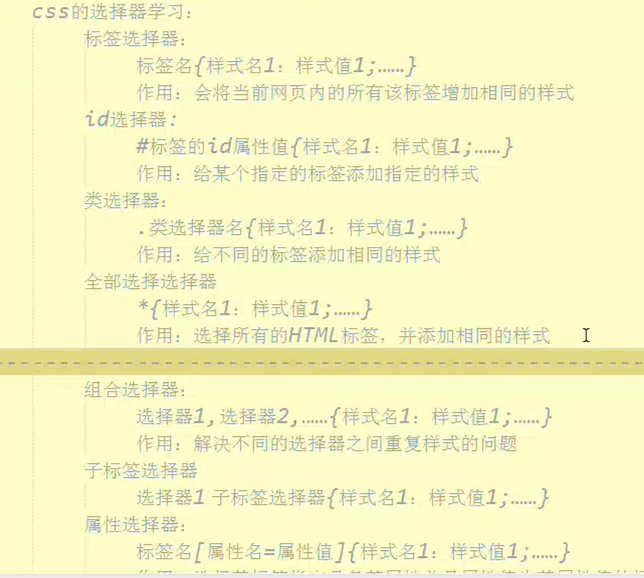 css的选择器学习:
标签选择器:
标签名{样式名1: 样式值1;……}
作用: 会将当前网页内的所有该标签增加相同的样式
id选择器:
#标签的id属性值{样式名1: 样式值1;……}
作用: 给某个指定的标签添加指定的样式
类选择器:
.类选择器名{样式名1: 样式值1;……}
作用: 给不同的标签添加相同的样式
全部选择选择器
*{样式名1: 样式值1;……}
作用: 选择所有的HTML标签, 并添加相同的样式
组合选择器:
选择器1,选择器2,……{样式名1: 样式值1;……}
作用: 解决不同的选择器之间重复样式的问题
子标签选择器
选择器1 子标签选择器{样式名1: 样式值1;……}
属性选择器:
标签名[属性名=属性值]{样式名1: 样式值1;……}